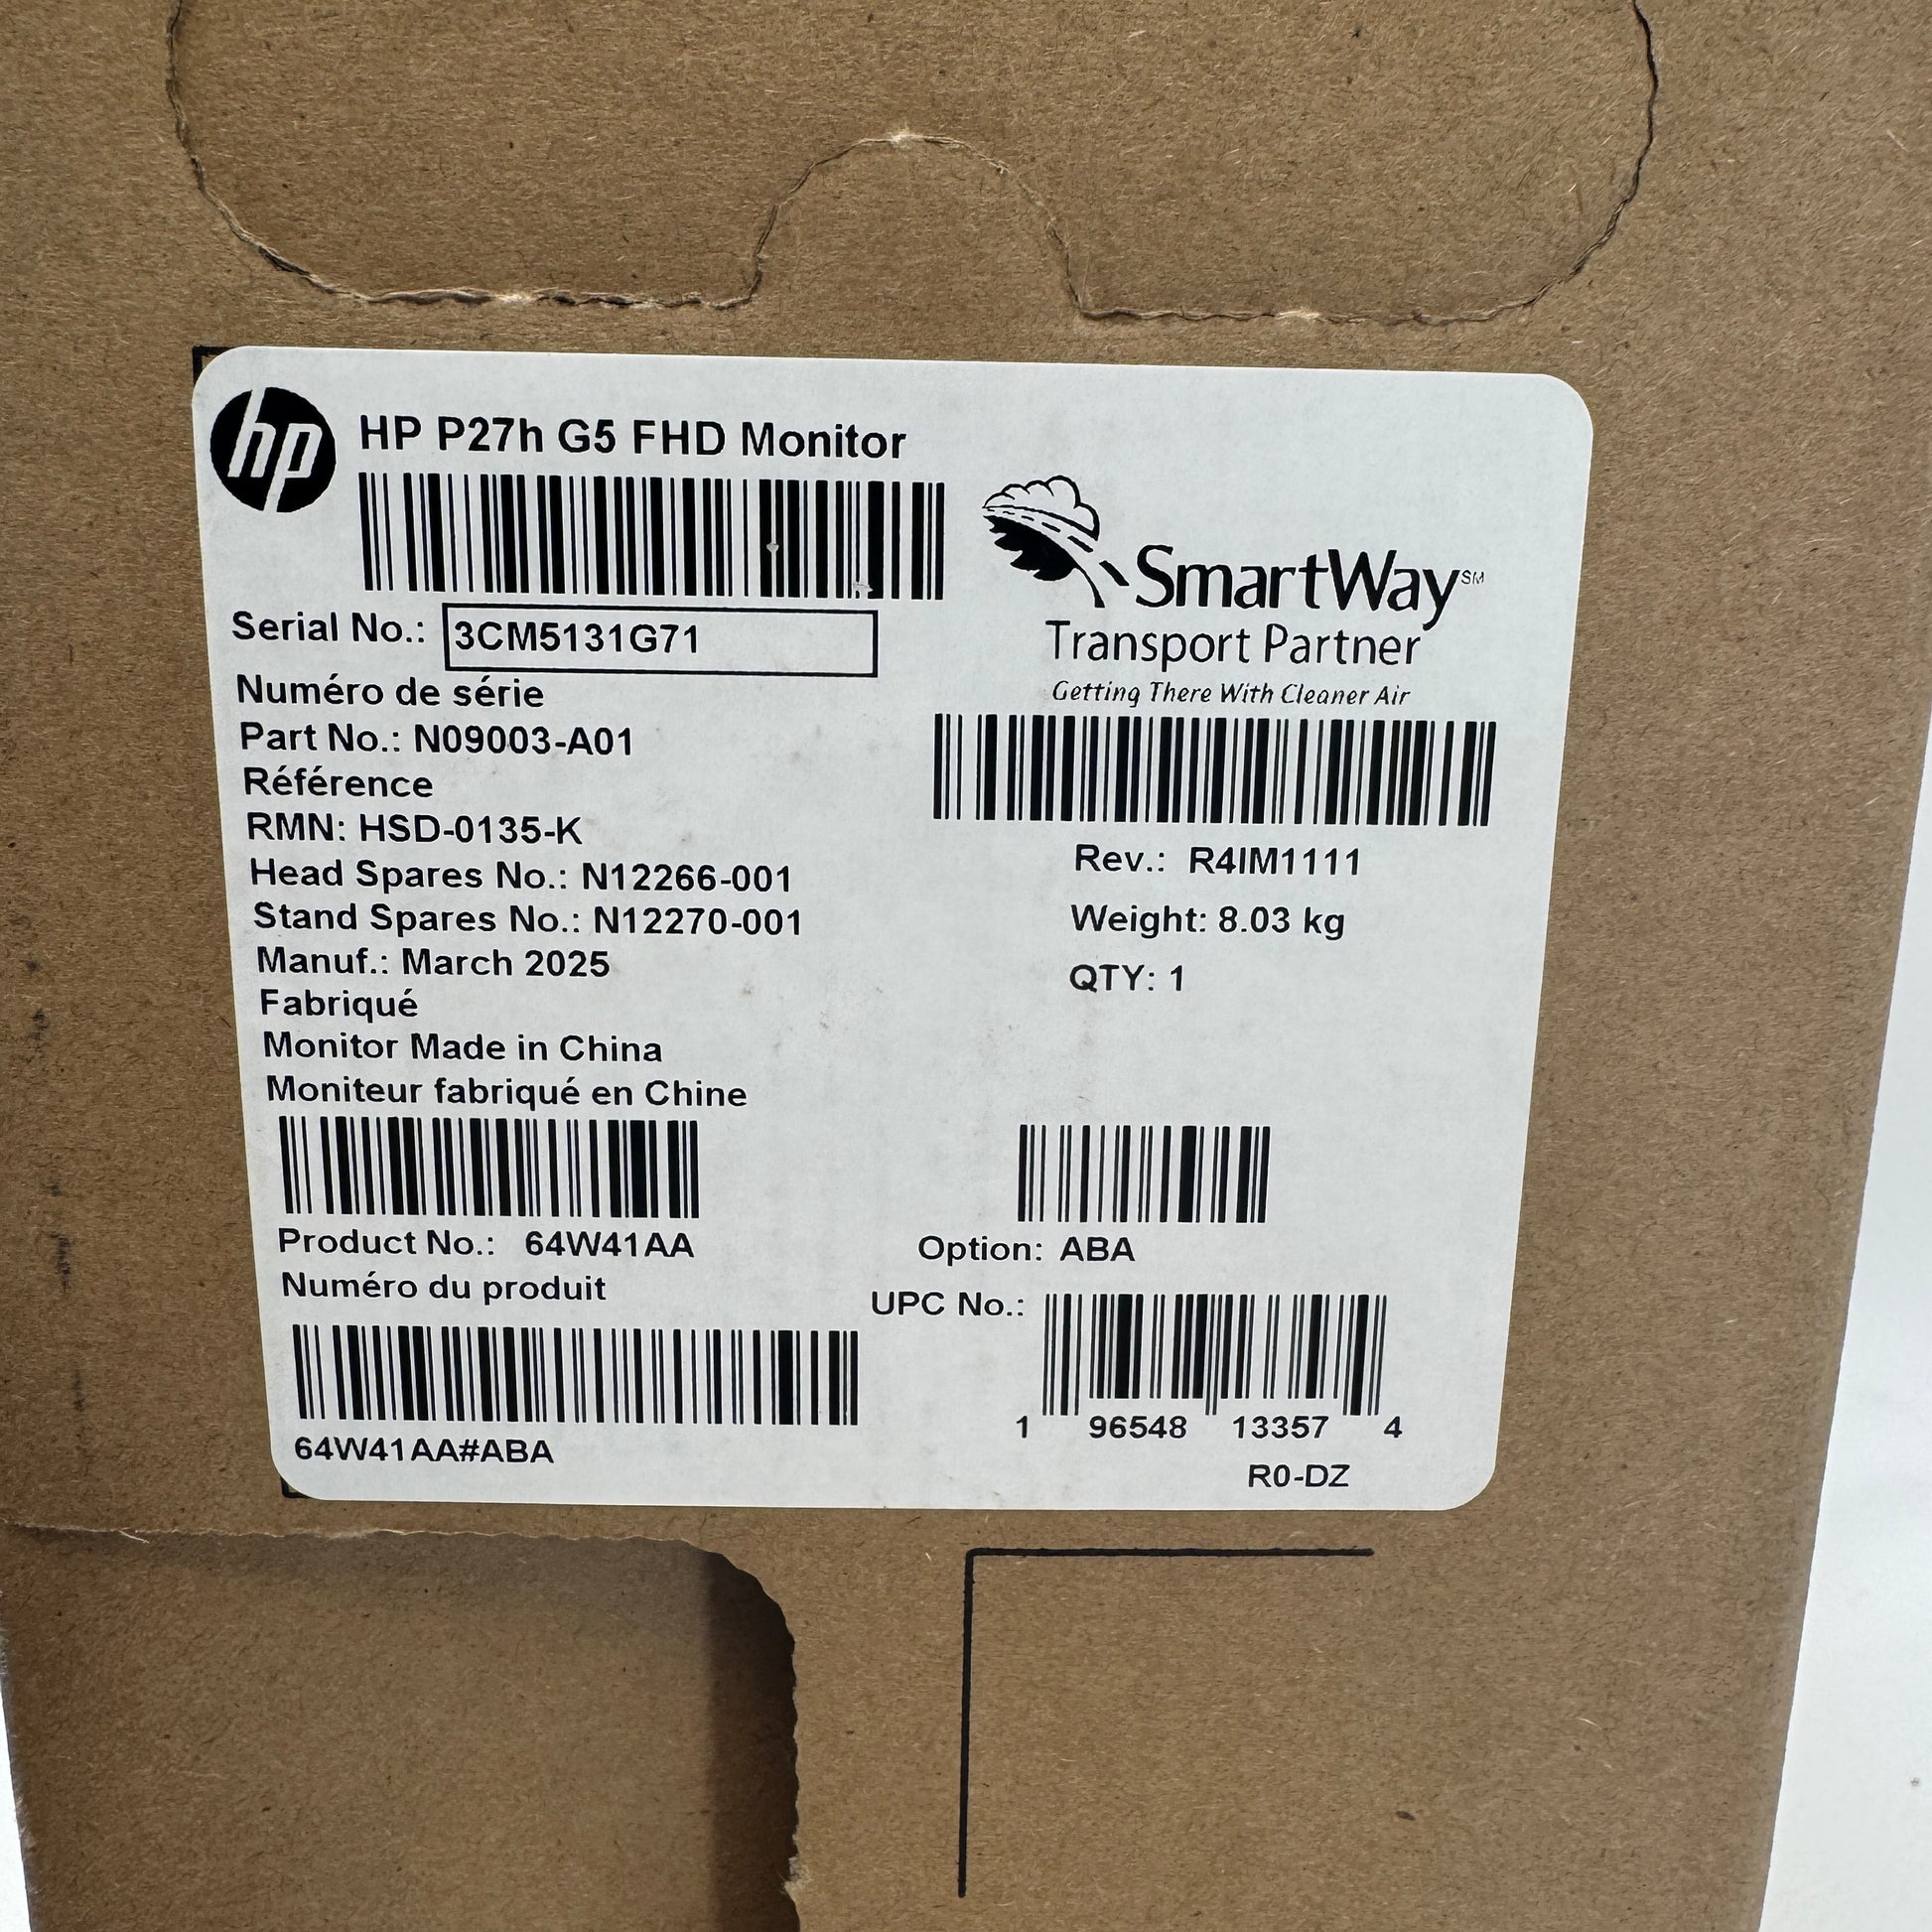 hp
HP P27h G5 FHD Monitor
Serial No.: 3CM5131G71
Numéro de série
Part No.: N09003-A01
Référence
RMN: HSD-0135-K
Head Spares No.: N12266-001
Stand Spares No.: N12270-001
Manuf.: March 2025
Fabriqué
Monitor Made in China
Moniteur fabriqué en Chine
Product No.: 64W41AA
Numéro du produit
64W41AA#ABA
SmartWay℠
Transport Partner
Getting There With Cleaner Air
Rev.: R4IM1111
Weight: 8.03 kg
QTY: 1
Option: ABA
UPC No.:
1 96548 13357 4
R0-DZ